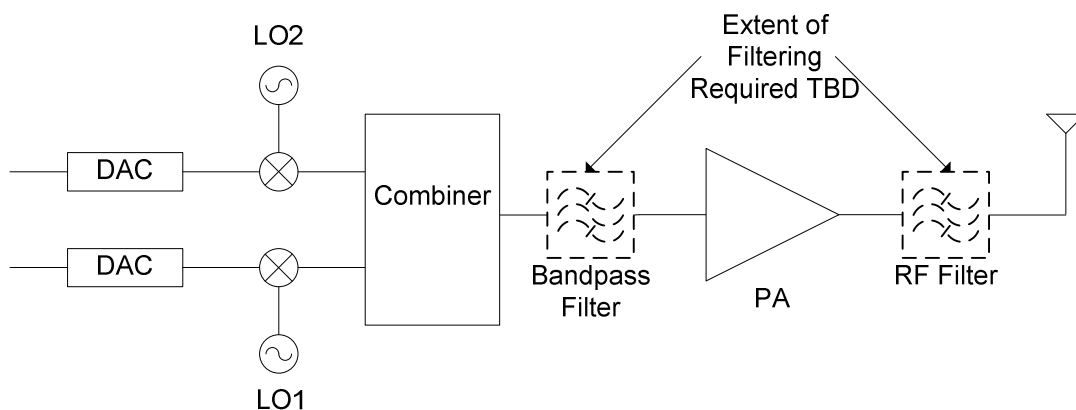 LO2
Extent of
Filtering
Required TBD
DAC
Combiner
DAC
Bandpass
Filter
PA
RF Filter
LO1